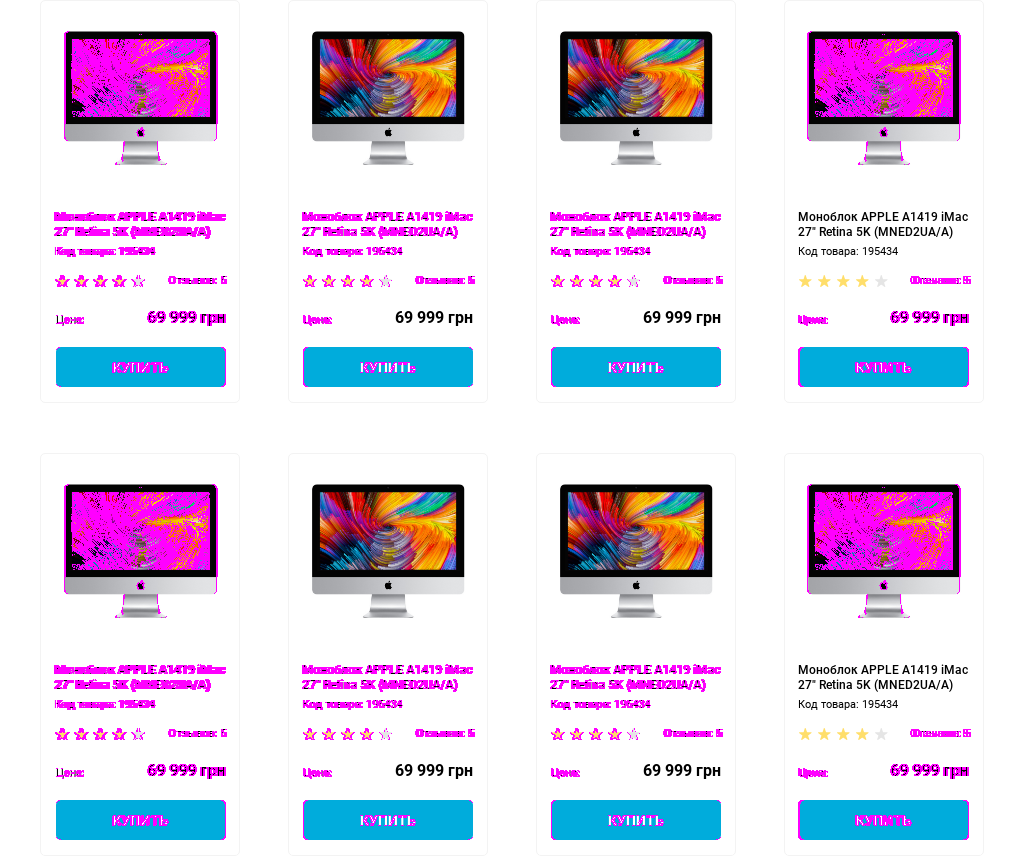 Моноблок APPLE A1419 iMac
27" Retina 5K (MNED2UA/A)
Код товара: 195434
Отзывов: 5
Цена: 69 999 грн
КУПИТЬ
Моноблок APPLE A1419 iMac
27" Retina 5K (MNED2UA/A)
Код товара: 195434
Отзывов: 5
Цена: 69 999 грн
КУПИТЬ
Моноблок APPLE A1419 iMac
27" Retina 5K (MNED2UA/A)
Код товара: 195434
Отзывов: 5
Цена: 69 999 грн
КУПИТЬ
Моноблок APPLE A1419 iMac
27" Retina 5K (MNED2UA/A)
Код товара: 195434
Отзывов: 5
Цена: 69 999 грн
КУПИТЬ
Моноблок APPLE A1419 iMac
27" Retina 5K (MNED2UA/A)
Код товара: 195434
Отзывов: 5
Цена: 69 999 грн
КУПИТЬ
Моноблок APPLE A1419 iMac
27" Retina 5K (MNED2UA/A)
Код товара: 195434
Отзывов: 5
Цена: 69 999 грн
КУПИТЬ
Моноблок APPLE A1419 iMac
27" Retina 5K (MNED2UA/A)
Код товара: 195434
Отзывов: 5
Цена: 69 999 грн
КУПИТЬ
Моноблок APPLE A1419 iMac
27" Retina 5K (MNED2UA/A)
Код товара: 195434
Отзывов: 5
Цена: 69 999 грн
КУПИТЬ